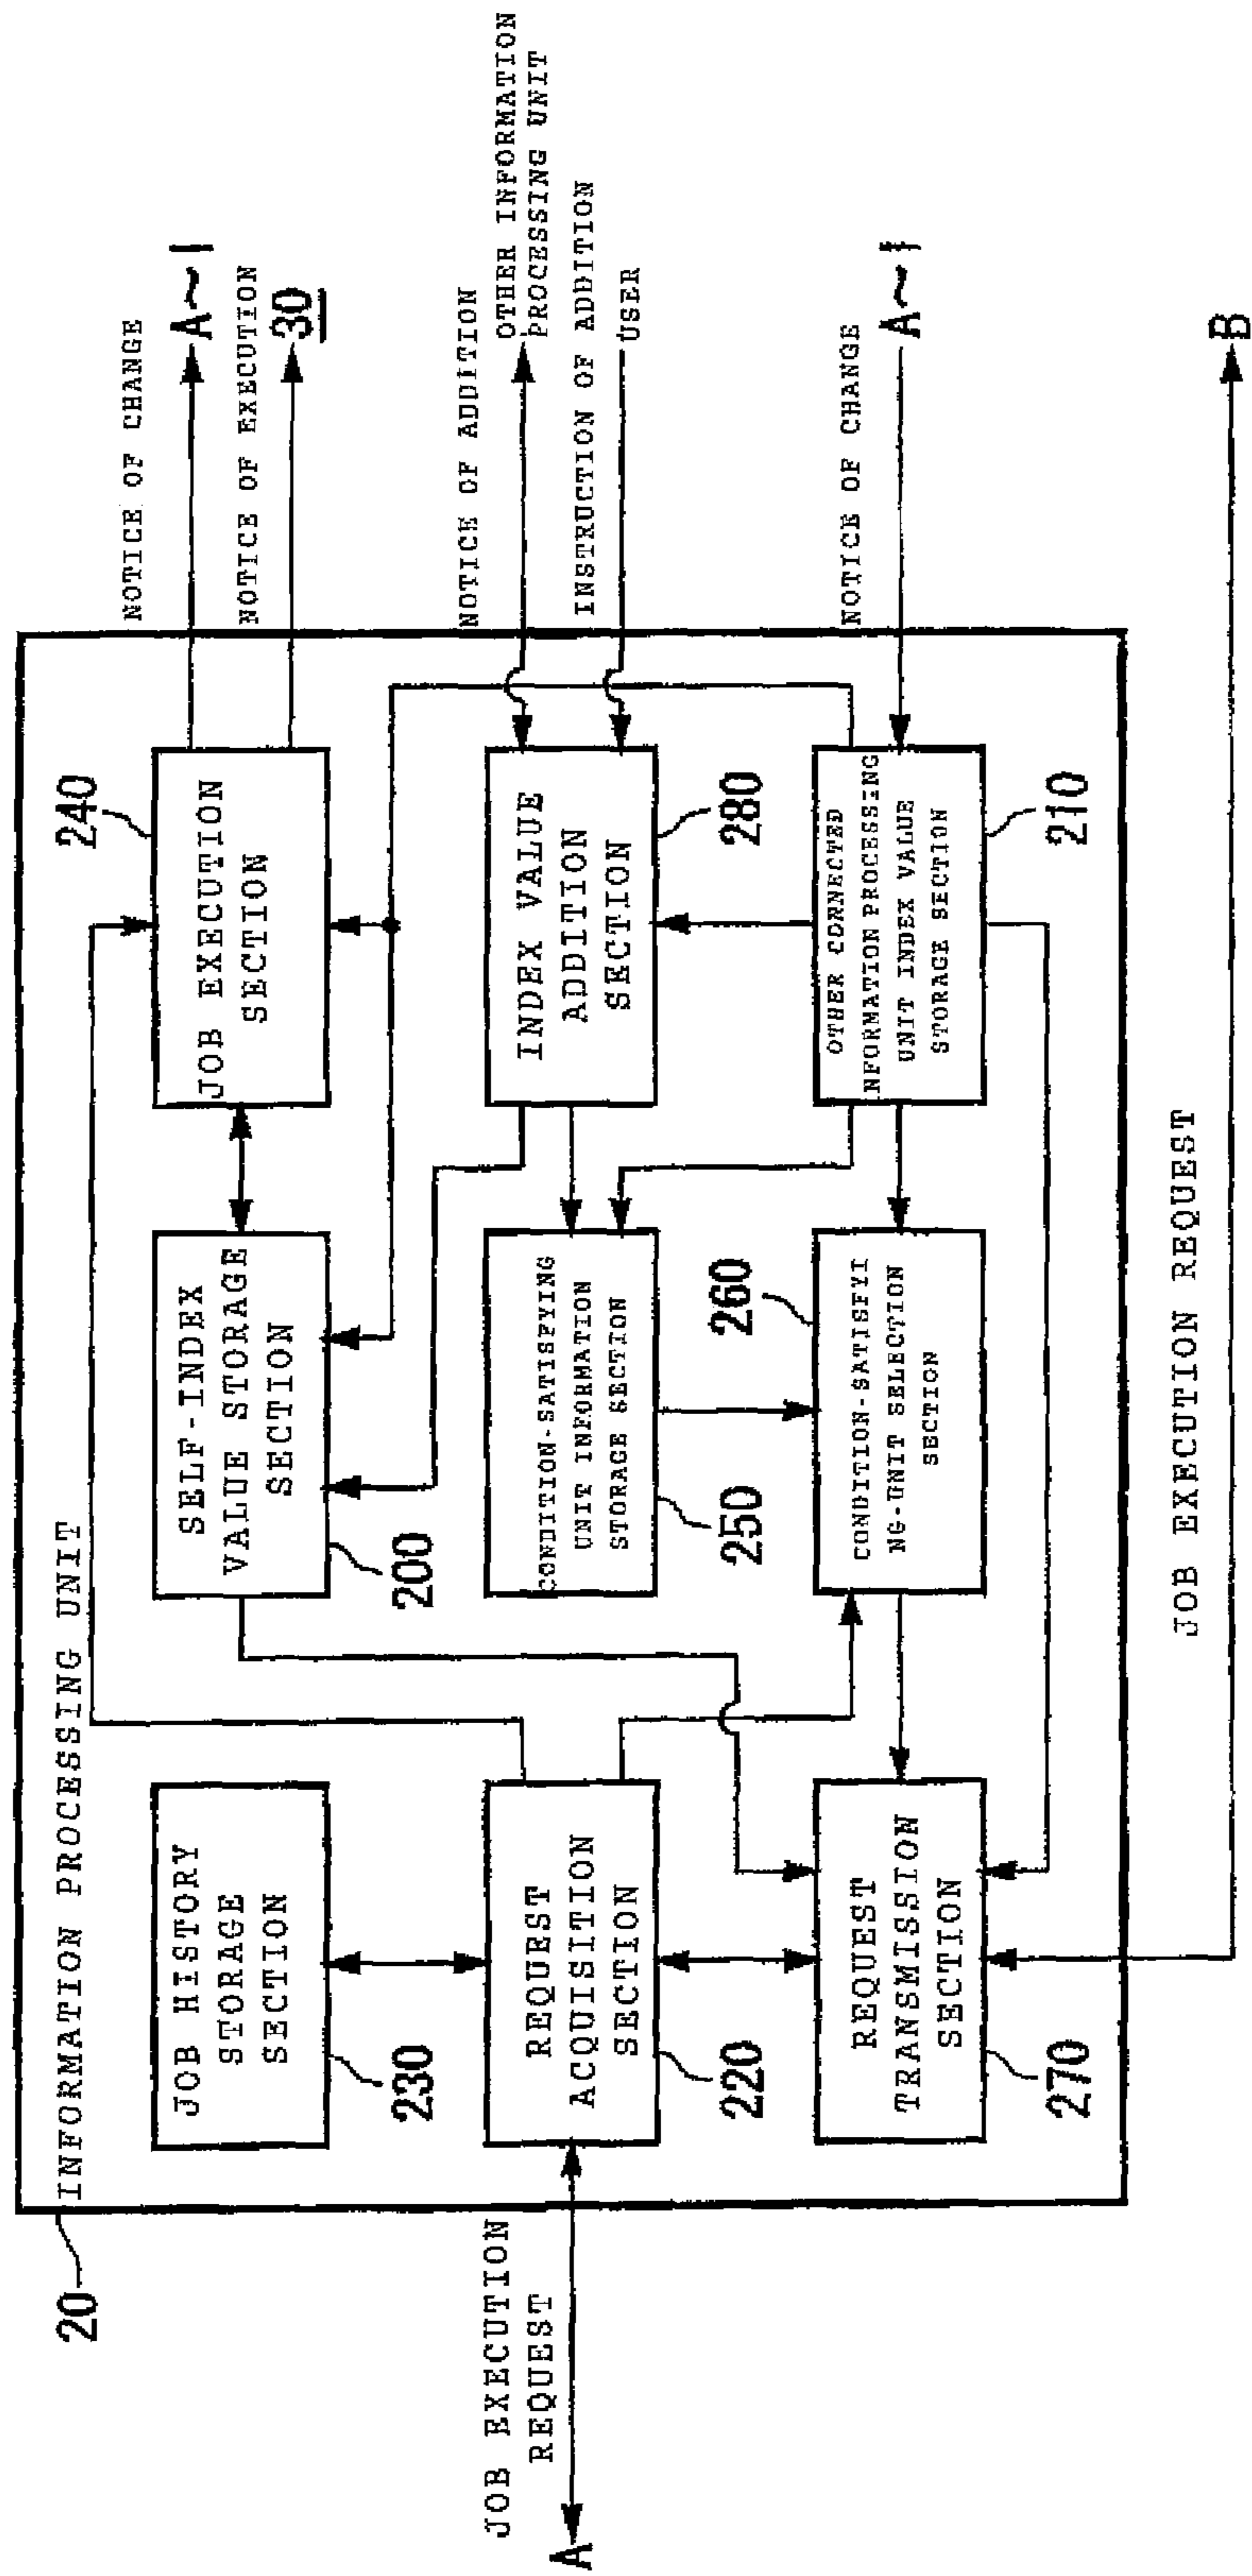 20
INFORMATION PROCESSING UNIT
JOB HISTORY
STORAGE
SECTION
230
SELF-INDEX
VALUE STORAGE
SECTION
200
JOB EXECUTION
SECTION
240
NOTICE OF CHANGE
A~I
NOTICE OF EXECUTION
30
JOB EXECUTION
REQUEST
A
REQUEST
ACQUISITION
SECTION
220
CONDITION-SATISFYING
UNIT INFORMATION
STORAGE SECTION
250
INDEX VALUE
ADDITION
SECTION
280
NOTICE OF ADDITION
OTHER INFORMATION
PROCESSING UNIT
INSTRUCTION OF ADDITION
USER
REQUEST
TRANSMISSION
SECTION
270
CONDITION-SATISFYI
NG-UNIT SELECTION
SECTION
260
OTHER CONNECTED
INFORMATION PROCESSING
UNIT INDEX VALUE
STORAGE SECTION
210
NOTICE OF CHANGE
A~I
JOB EXECUTION REQUEST
B